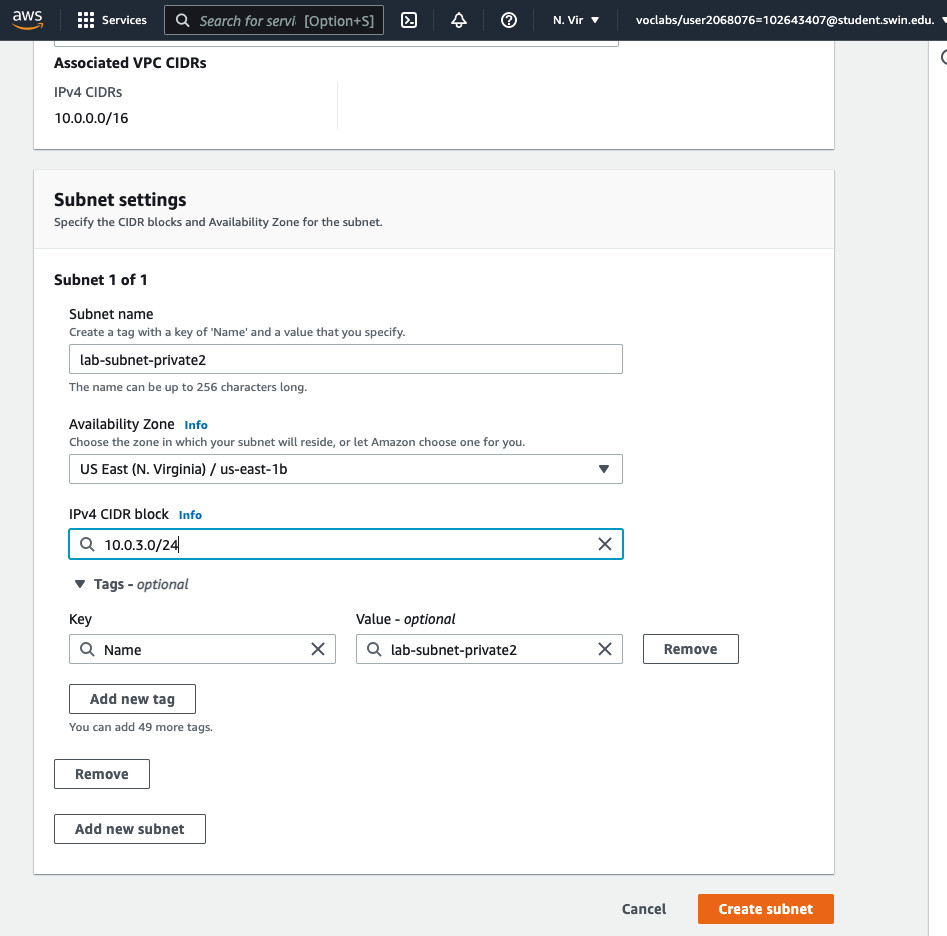 aws
Services
Search for servi [Option+S]
N. Vir
voclabs/user2068076=102643407@student.swin.edu.
Associated VPC CIDRs
IPv4 CIDRs
10.0.0.0/16
Subnet settings
Specify the CIDR blocks and Availability Zone for the subnet.
Subnet 1 of 1
Subnet name
Create a tag with a key of 'Name' and a value that you specify.
lab-subnet-private2
The name can be up to 256 characters long.
Availability Zone Info
Choose the zone in which your subnet will reside, or let Amazon choose one for you.
US East (N. Virginia) / us-east-1b
IPv4 CIDR block Info
10.0.3.0/24
Tags - optional
Key
Value - optional
Name
lab-subnet-private2
Remove
Add new tag
You can add 49 more tags.
Remove
Add new subnet
Cancel
Create subnet